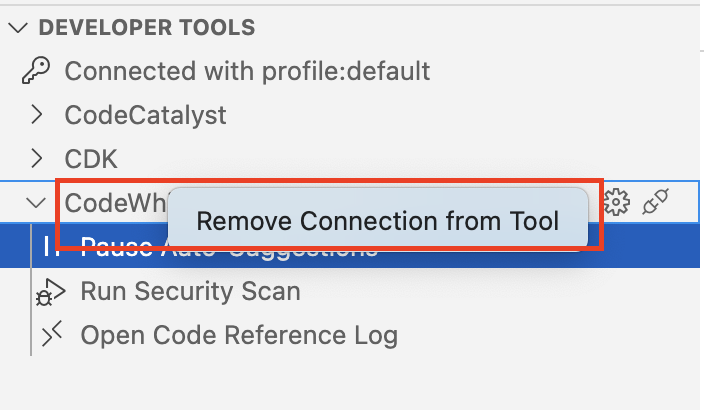 DEVELOPER TOOLS
Connected with profile:default
CodeCatalyst
CDK
CodeWh
Remove Connection from Tool
Pause Auto-Suggestions
Run Security Scan
Open Code Reference Log